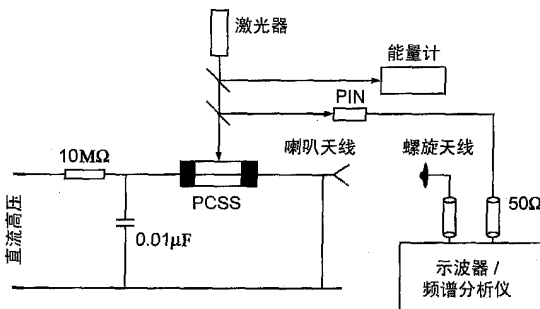 激光器
能量计
PIN
喇叭天线
螺旋天线
10MΩ
PCSS
50Ω
直流高压
0.01μF
示波器 /
频谱分析仪